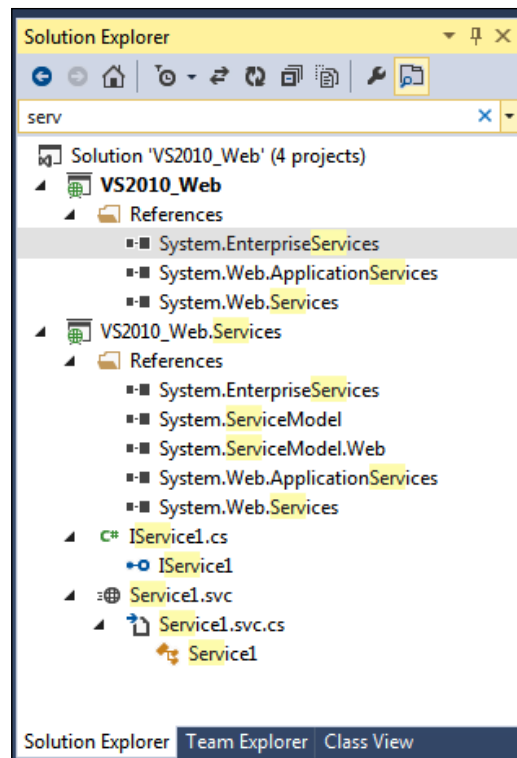 Solution Explorer
serv
Solution 'VS2010_Web' (4 projects)
VS2010_Web
References
System.EnterpriseServices
System.Web.ApplicationServices
System.Web.Services
VS2010_Web.Services
References
System.EnterpriseServices
System.ServiceModel
System.ServiceModel.Web
System.Web.ApplicationServices
System.Web.Services
C# IService1.cs
IService1
Service1.svc
Service1.svc.cs
Service1
Solution Explorer Team Explorer Class View